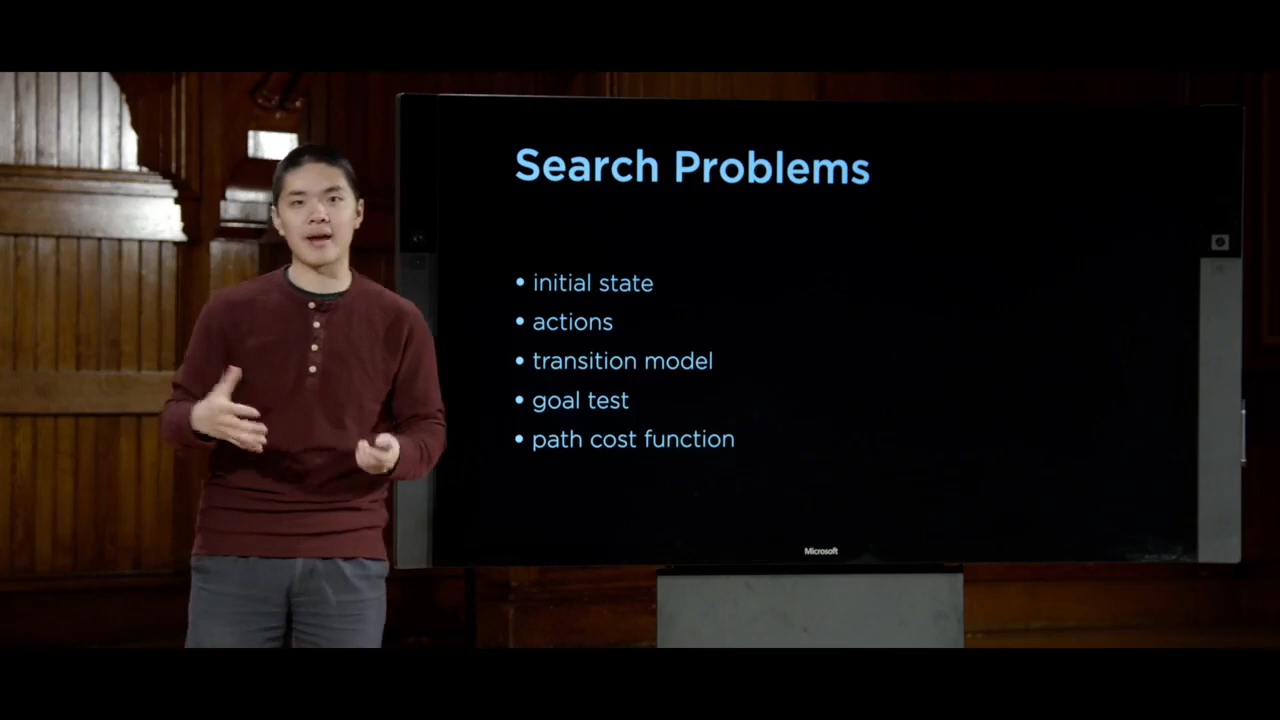 Search Problems
• initial state
• actions
• transition model
• goal test
• path cost function
Microsoft